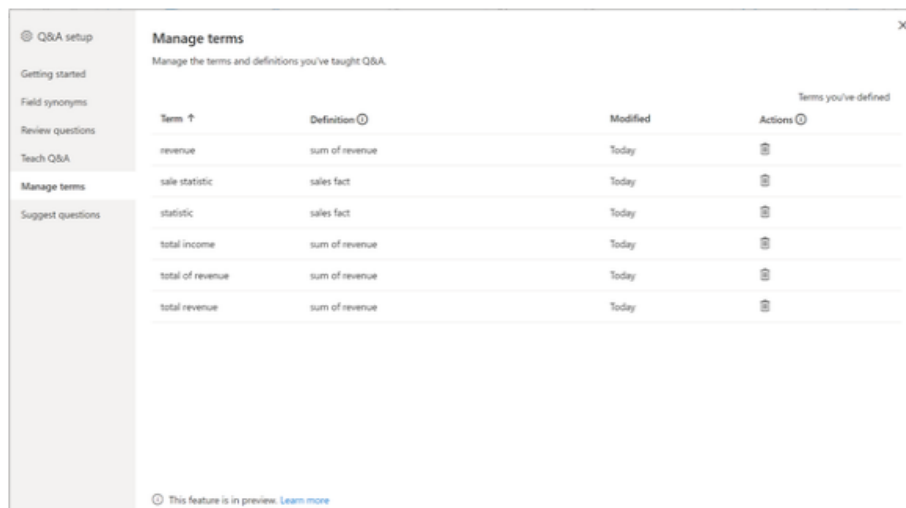 Q&A setup
Getting started
Field synonyms
Review questions
Teach Q&A
Manage terms
Suggest questions
Manage terms
Manage the terms and definitions you've taught Q&A.
Terms you've defined
Term ↑ Definition Modified Actions
revenue sum of revenue Today
sale statistic sales fact Today
statistic sales fact Today
total income sum of revenue Today
total of revenue sum of revenue Today
total revenue sum of revenue Today
This feature is in preview. Learn more